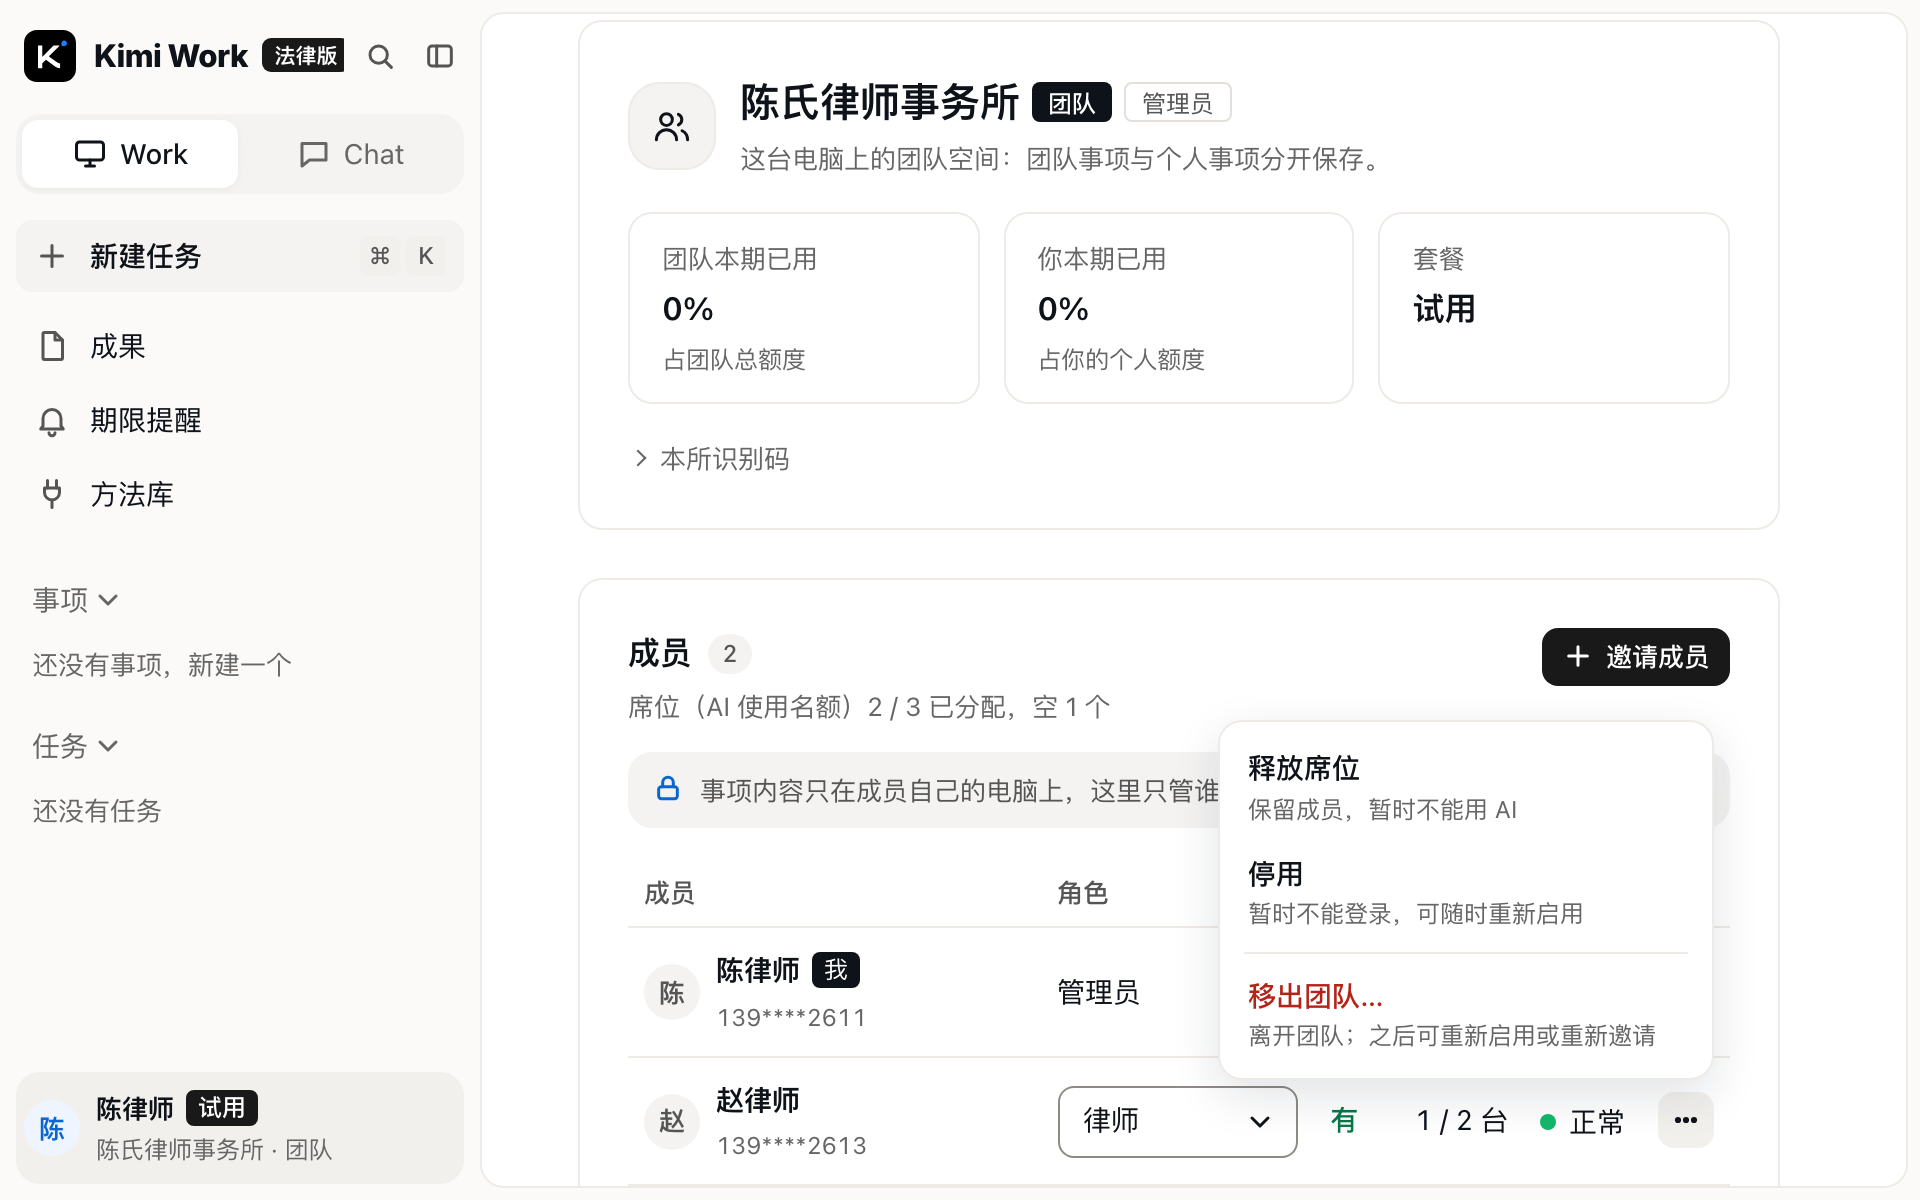 Kimi Work 法律版
Work
Chat
新建任务 ⌘ K
成果
期限提醒
方法库
事项
还没有事项，新建一个
任务
还没有任务
陈 陈律师 试用
陈氏律师事务所 · 团队
陈氏律师事务所 团队 管理员
这台电脑上的团队空间：团队事项与个人事项分开保存。
团队本期已用
0%
占团队总额度
你本期已用
0%
占你的个人额度
套餐
试用
本所识别码
成员 2
邀请成员
席位（AI 使用名额）2 / 3 已分配，空 1 个
事项内容只在成员自己的电脑上，这里只管谁
成员 角色
陈 陈律师 我
139****2611
管理员
赵 赵律师
139****2613
律师 有 1 / 2 台 正常
释放席位
保留成员，暂时不能用 AI
停用
暂时不能登录，可随时重新启用
移出团队...
离开团队；之后可重新启用或重新邀请